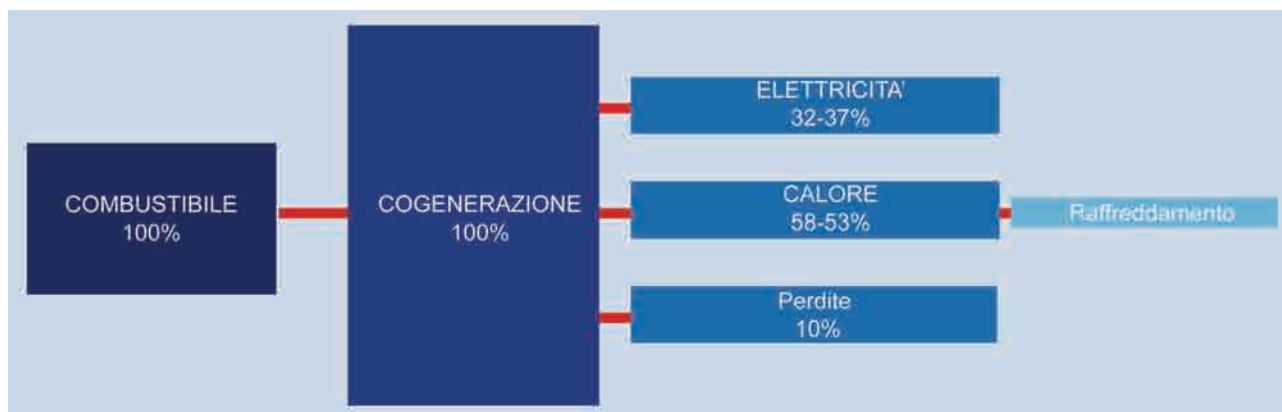 COMBUSTIBILE
100%
COGENERAZIONE
100%
ELETTRICITA'
32-37%
CALORE
58-53%
Raffreddamento
Perdite
10%